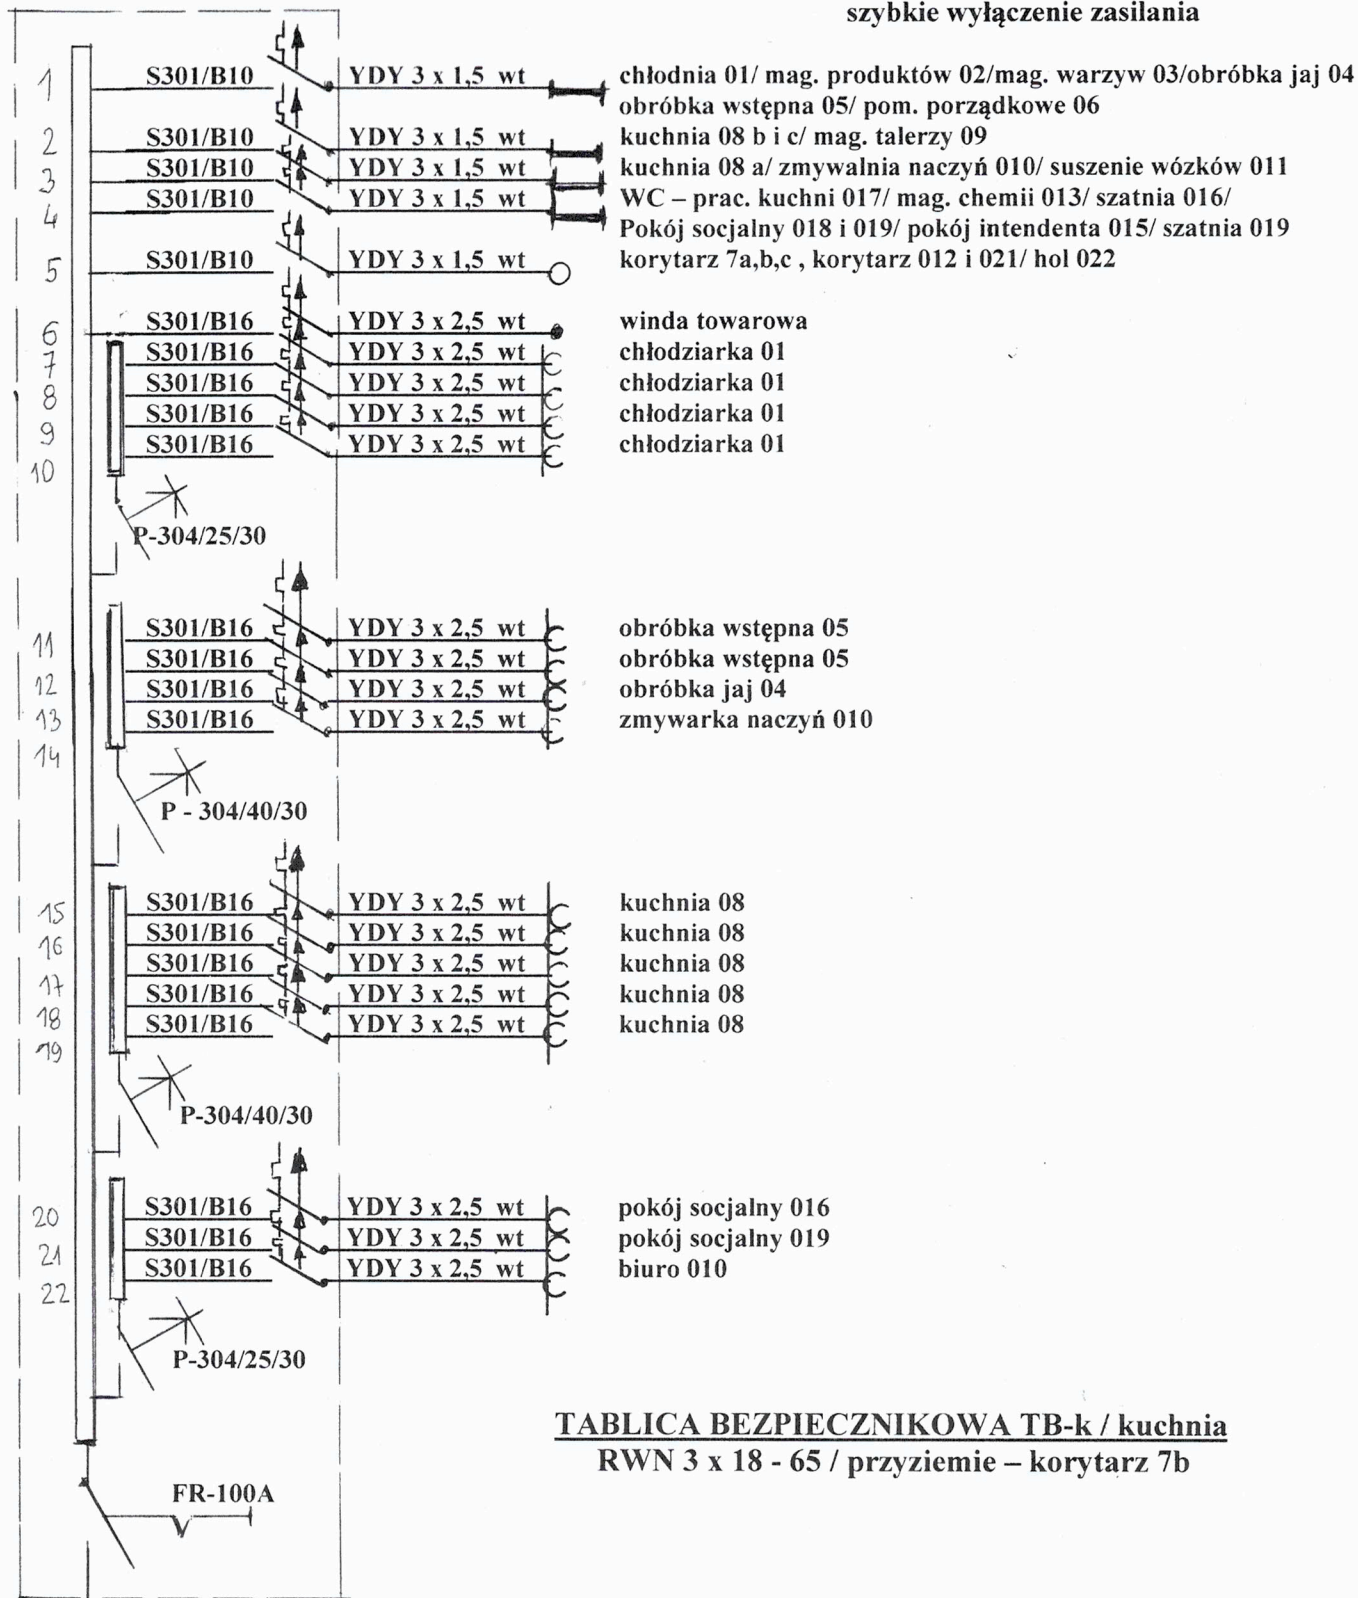 szybkie wyłączenie zasilania
1 S301/B10 YDY 3 x 1,5 wt chłodnia 01/ mag. produktów 02/mag. warzyw 03/obróbka jaj 04
obróbka wstępna 05/ pom. porządkowe 06
2 S301/B10 YDY 3 x 1,5 wt kuchnia 08 b i c/ mag. talerzy 09
3 S301/B10 YDY 3 x 1,5 wt kuchnia 08 a/ zmywalnia naczyń 010/ suszenie wózków 011
4 S301/B10 YDY 3 x 1,5 wt WC – prac. kuchni 017/ mag. chemii 013/ szatnia 016/
Pokój socjalny 018 i 019/ pokój intendenta 015/ szatnia 019
5 S301/B10 YDY 3 x 1,5 wt korytarz 7a,b,c , korytarz 012 i 021/ hol 022
6 S301/B16 YDY 3 x 2,5 wt winda towarowa
7 S301/B16 YDY 3 x 2,5 wt chłodziarka 01
8 S301/B16 YDY 3 x 2,5 wt chłodziarka 01
9 S301/B16 YDY 3 x 2,5 wt chłodziarka 01
10 S301/B16 YDY 3 x 2,5 wt chłodziarka 01
P-304/25/30
11 S301/B16 YDY 3 x 2,5 wt obróbka wstępna 05
12 S301/B16 YDY 3 x 2,5 wt obróbka wstępna 05
13 S301/B16 YDY 3 x 2,5 wt obróbka jaj 04
14 S301/B16 YDY 3 x 2,5 wt zmywarka naczyń 010
P - 304/40/30
15 S301/B16 YDY 3 x 2,5 wt kuchnia 08
16 S301/B16 YDY 3 x 2,5 wt kuchnia 08
17 S301/B16 YDY 3 x 2,5 wt kuchnia 08
18 S301/B16 YDY 3 x 2,5 wt kuchnia 08
19 S301/B16 YDY 3 x 2,5 wt kuchnia 08
P-304/40/30
20 S301/B16 YDY 3 x 2,5 wt pokój socjalny 016
21 S301/B16 YDY 3 x 2,5 wt pokój socjalny 019
22 S301/B16 YDY 3 x 2,5 wt biuro 010
P-304/25/30
TABLICA BEZPIECZNIKOWA TB-k / kuchnia
RWN 3 x 18 - 65 / przyziemie – korytarz 7b
FR-100A